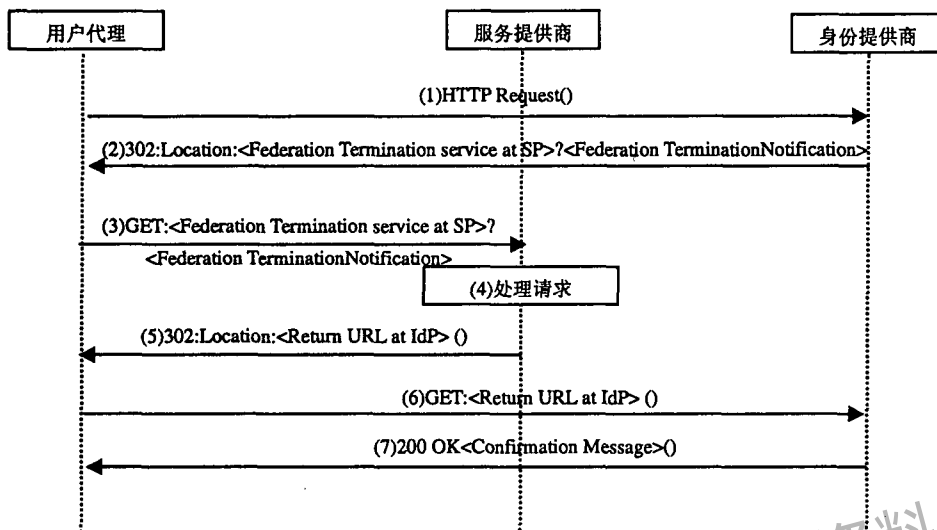 用户代理
服务提供商
身份提供商
(1)HTTP Request()
(2)302:Location:<Federation Termination service at SP>?<Federation TerminationNotification>
(3)GET:<Federation Termination service at SP>?
<Federation TerminationNotification>
(4)处理请求
(5)302:Location:<Return URL at IdP> ()
(6)GET:<Return URL at IdP> ()
(7)200 OK<Confirmation Message>()